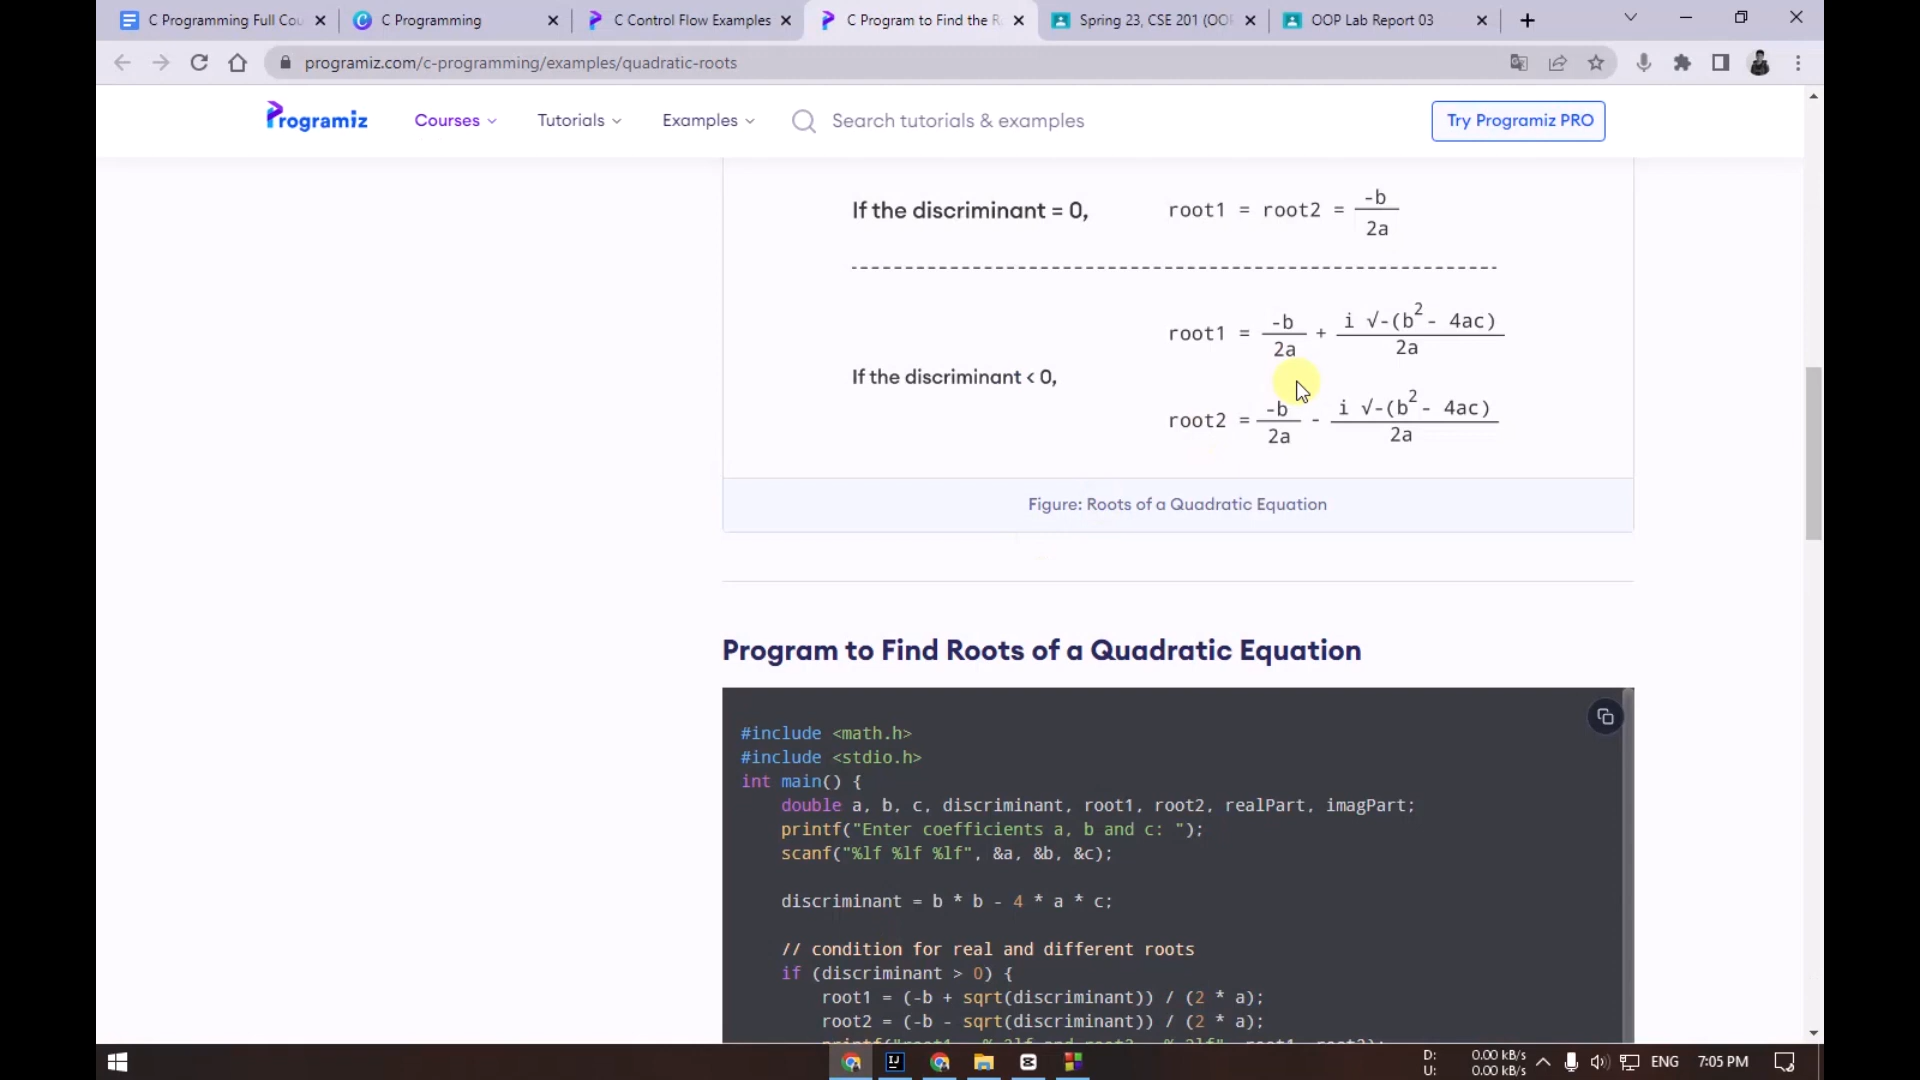 C Programming Full Cou
C Programming
C Control Flow Examples
C Program to Find the R
Spring 23, CSE 201 (OOP
OOP Lab Report 03
programiz.com/c-programming/examples/quadratic-roots
Programiz
Courses
Tutorials
Examples
Search tutorials & examples
Try Programiz PRO
If the discriminant = 0,
root1 = root2 = -b/2a
If the discriminant < 0,
root1 = -b/2a + i √-(b² - 4ac)/2a
root2 = -b/2a - i √-(b² - 4ac)/2a
Figure: Roots of a Quadratic Equation
Program to Find Roots of a Quadratic Equation
#include <math.h>
#include <stdio.h>
int main() {
double a, b, c, discriminant, root1, root2, realPart, imagPart;
printf("Enter coefficients a, b and c: ");
scanf("%lf %lf %lf", &a, &b, &c);
discriminant = b * b - 4 * a * c;
// condition for real and different roots
if (discriminant > 0) {
root1 = (-b + sqrt(discriminant)) / (2 * a);
root2 = (-b - sqrt(discriminant)) / (2 * a);
D: 0.00 kB/s
U: 0.00 kB/s
ENG
7:05 PM